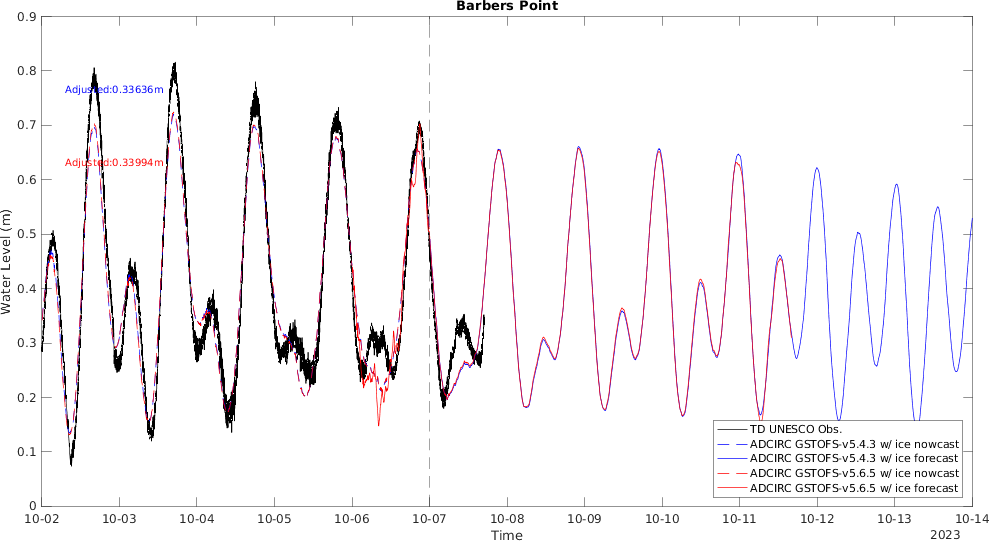 Barbers Point
0.9
0.8
0.7
0.6
0.5
0.4
0.3
0.2
0.1
0
Water Level (m)
Adjusted:0.33636m
Adjusted:0.33994m
TD UNESCO Obs.
ADCIRC GSTOFS-v5.4.3 w/ ice nowcast
ADCIRC GSTOFS-v5.4.3 w/ ice forecast
ADCIRC GSTOFS-v5.6.5 w/ ice nowcast
ADCIRC GSTOFS-v5.6.5 w/ ice forecast
10-02 10-03 10-04 10-05 10-06 10-07 10-08 10-09 10-10 10-11 10-12 10-13 10-14
Time
2023